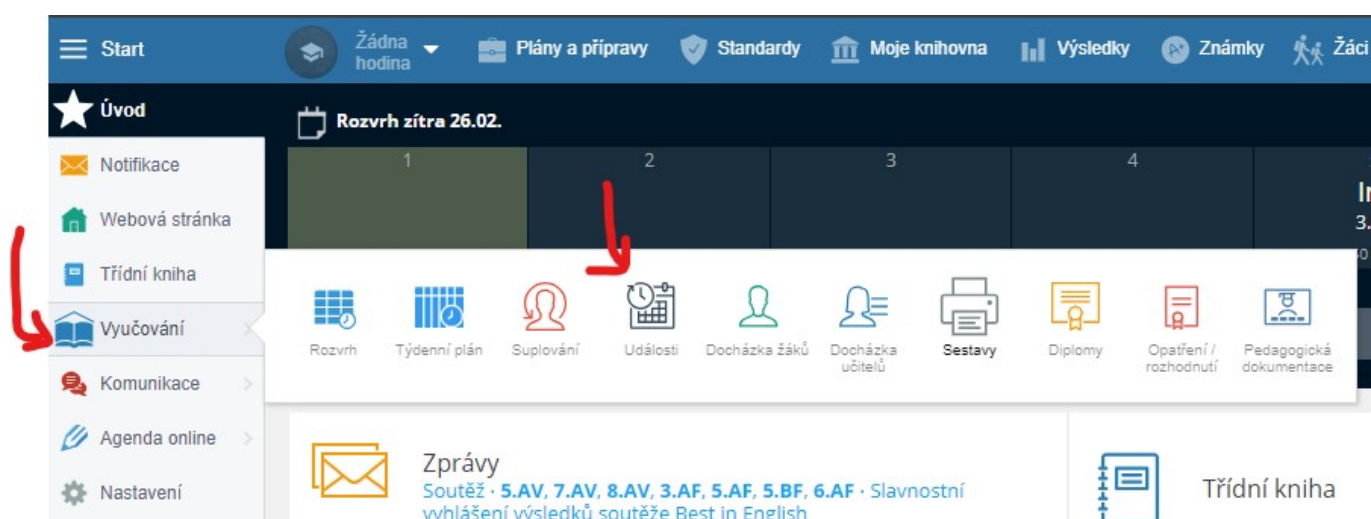 Start
Žádna
hodina
Plány a přípravy
Standardy
Moje knihovna
Výsledky
Známky
Žáci
Úvod
Rozvrh zítra 26.02.
Notifikace
1
2
3
4
Webová stránka
3.
Třídní kniha
Vyučování
Rozvrh
Týdenní plán
Suplování
Události
Docházka žáků
Docházka
učitelů
Sestavy
Diplomy
Opatření /
rozhodnutí
Pedagogická
dokumentace
Komunikace
Agenda online
Nastavení
Zprávy
Soutěž · 5.AV, 7.AV, 8.AV, 3.AF, 5.AF, 5.BF, 6.AF · Slavnostní
vyhlášení výsledků soutěže Best in English
Třídní kniha